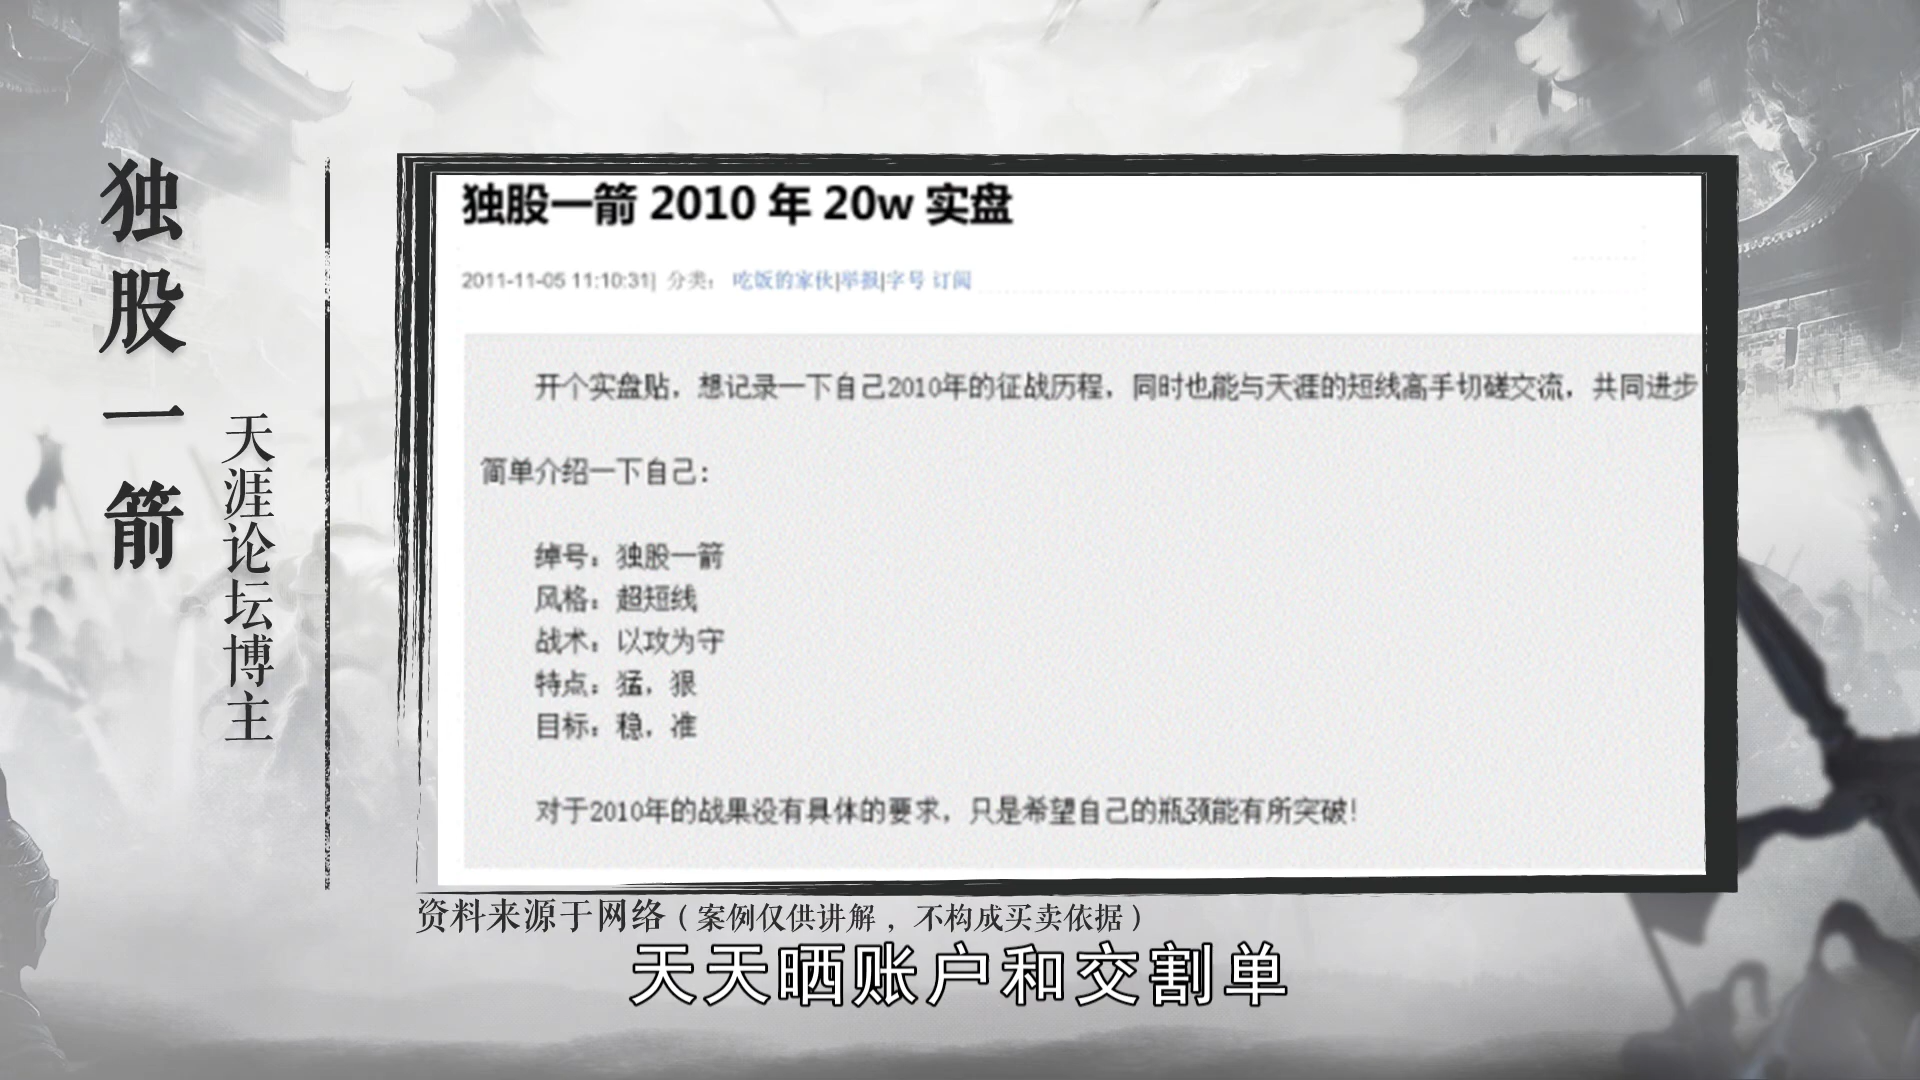 独股一箭
天涯论坛博主
独股一箭 2010 年 20w 实盘
2011-11-05 11:10:31| 分类： 吃饭的家伙|举报|字号 订阅
开个实盘贴，想记录一下自己2010年的征战历程，同时也能与天涯的短线高手切磋交流，共同进步
简单介绍一下自己：
绰号：独股一箭
风格：超短线
战术：以攻为守
特点：猛，狠
目标：稳，准
对于2010年的战果没有具体的要求，只是希望自己的瓶颈能有所突破！
资料来源于网络（案例仅供讲解，不构成买卖依据）
天天晒账户和交割单